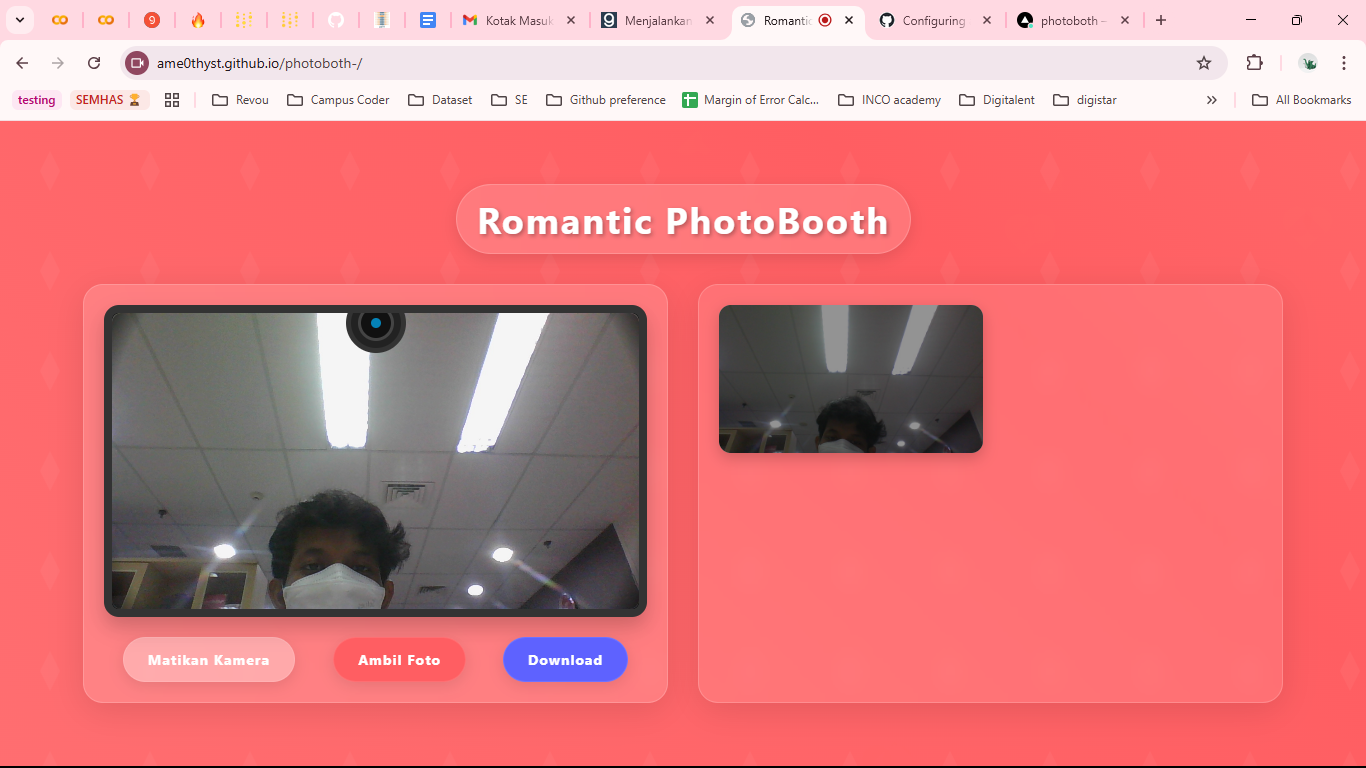 9
Kotak Masuk
Menjalankan
Romantic
Configuring
photoboth –
ame0thyst.github.io/photoboth-/
testing
SEMHAS
Revou
Campus Coder
Dataset
SE
Github preference
Margin of Error Calc...
INCO academy
Digitalent
digistar
All Bookmarks
Romantic PhotoBooth
Matikan Kamera
Ambil Foto
Download